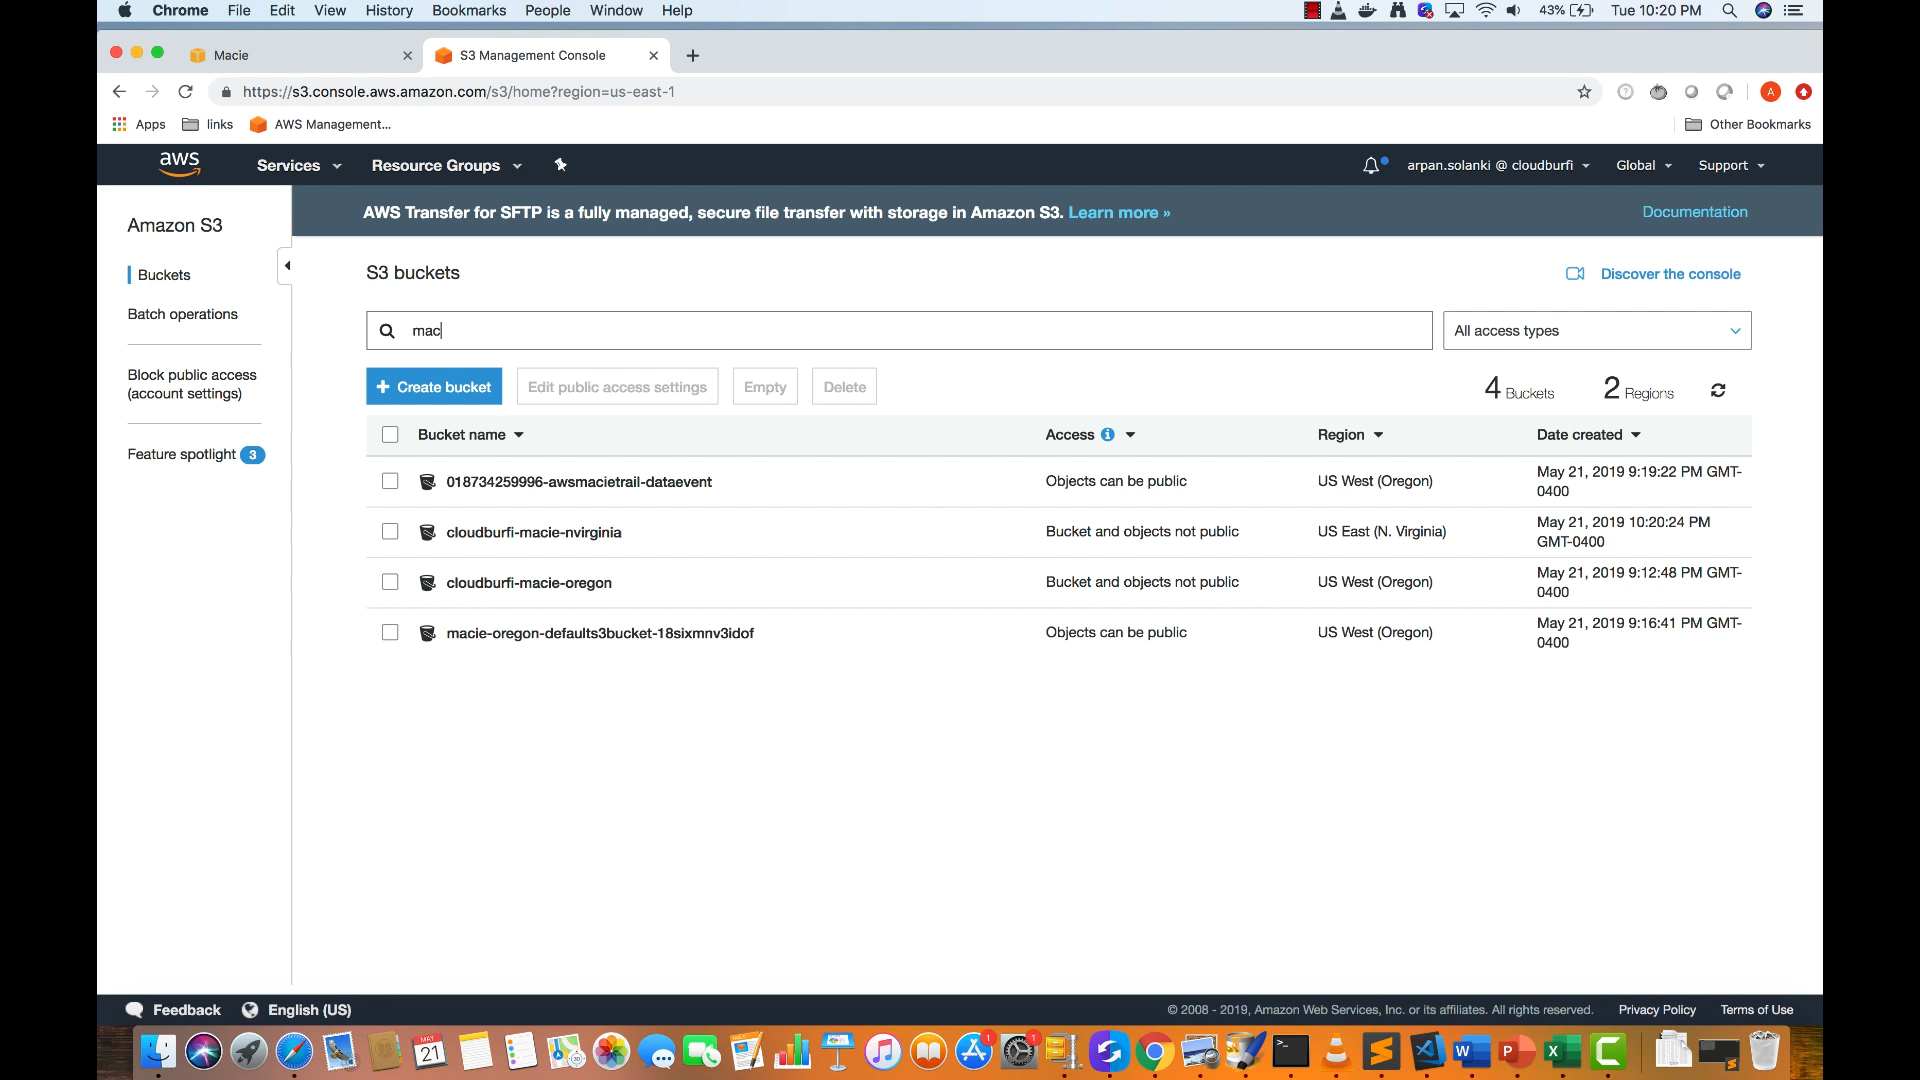 Chrome File Edit View History Bookmarks People Window Help 43% Tue 10:20 PM
Macie S3 Management Console
https://s3.console.aws.amazon.com/s3/home?region=us-east-1 A
Apps links AWS Management... Other Bookmarks
aws Services Resource Groups arpan.solanki @ cloudburfi Global Support
AWS Transfer for SFTP is a fully managed, secure file transfer with storage in Amazon S3. Learn more » Documentation
Amazon S3
Buckets
Batch operations
Block public access
(account settings)
Feature spotlight 3
S3 buckets Discover the console
mac All access types
+ Create bucket Edit public access settings Empty Delete 4 Buckets 2 Regions
Bucket name Access Region Date created
018734259996-awsmacietrail-dataevent Objects can be public US West (Oregon) May 21, 2019 9:19:22 PM GMT-
0400
cloudburfi-macie-nvirginia Bucket and objects not public US East (N. Virginia) May 21, 2019 10:20:24 PM
GMT-0400
cloudburfi-macie-oregon Bucket and objects not public US West (Oregon) May 21, 2019 9:12:48 PM GMT-
0400
macie-oregon-defaults3bucket-18sixmnv3idof Objects can be public US West (Oregon) May 21, 2019 9:16:41 PM GMT-
0400
Feedback English (US) © 2008 - 2019, Amazon Web Services, Inc. or its affiliates. All rights reserved. Privacy Policy Terms of Use
MAY
21 1 1 W P X